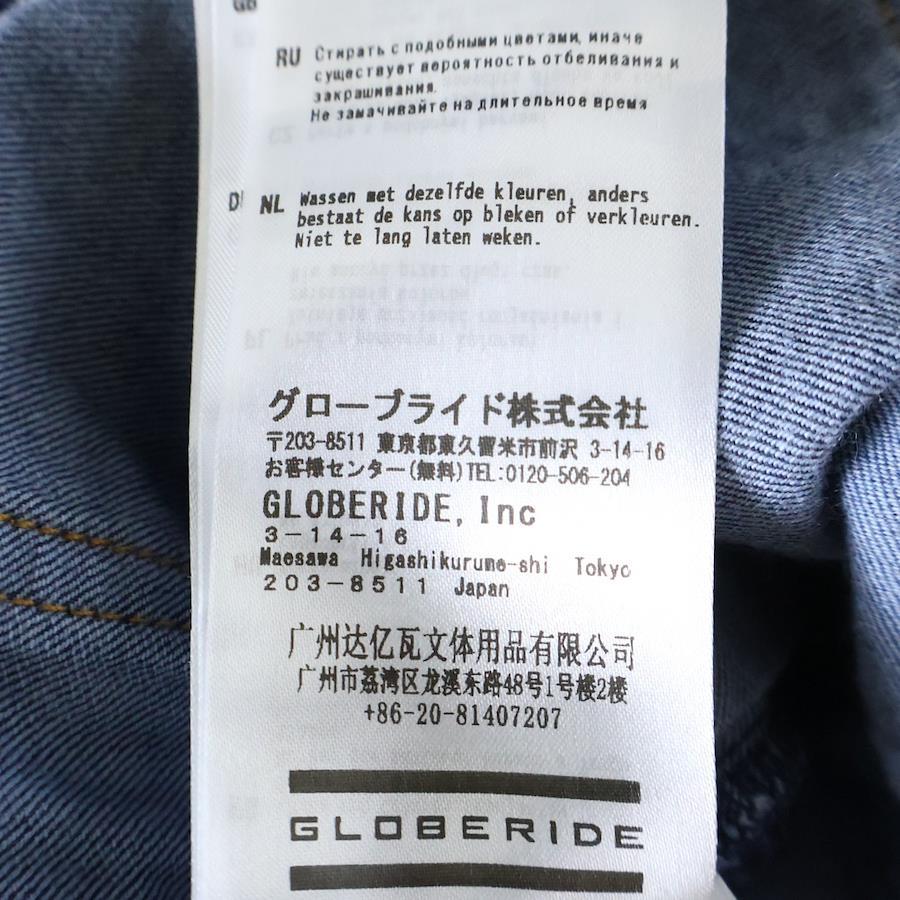 GB
RU Стирать с подобными цветами, иначе
существует вероятность отбеливания и
закрашивания.
Не замачивайте на длительное время
NL Wassen met dezelfde kleuren, anders
bestaat de kans op bleken of verkleuren.
Niet te lang laten weken.
グローブライド株式会社
〒203-8511 東京都東久留米市前沢 3-14-16
お客様センター(無料)TEL:0120-506-204
GLOBERIDE, Inc
3-14-16
Maesawa Higashikurume-shi Tokyo
203-8511 Japan
广州达亿瓦文体用品有限公司
广州市荔湾区龙溪东路48号1号楼2楼
+86-20-81407207
GLOBERIDE